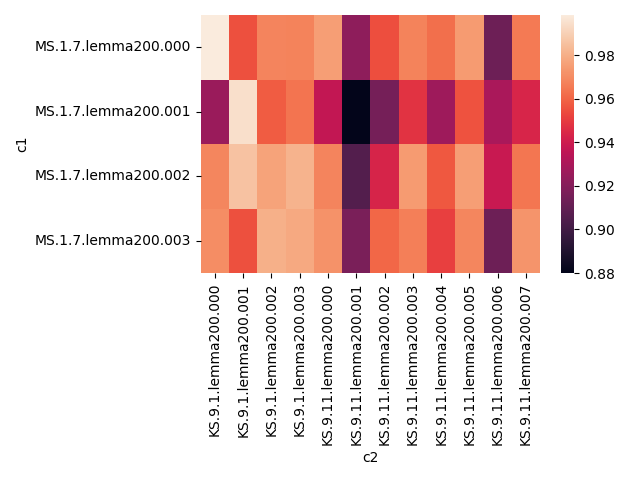 c1
MS.1.7.lemma200.000
MS.1.7.lemma200.001
MS.1.7.lemma200.002
MS.1.7.lemma200.003
KS.9.1.lemma200.000
KS.9.1.lemma200.001
KS.9.1.lemma200.002
KS.9.1.lemma200.003
KS.9.11.lemma200.000
KS.9.11.lemma200.001
KS.9.11.lemma200.002
KS.9.11.lemma200.003
KS.9.11.lemma200.004
KS.9.11.lemma200.005
KS.9.11.lemma200.006
KS.9.11.lemma200.007
c2
0.98
0.96
0.94
0.92
0.90
0.88